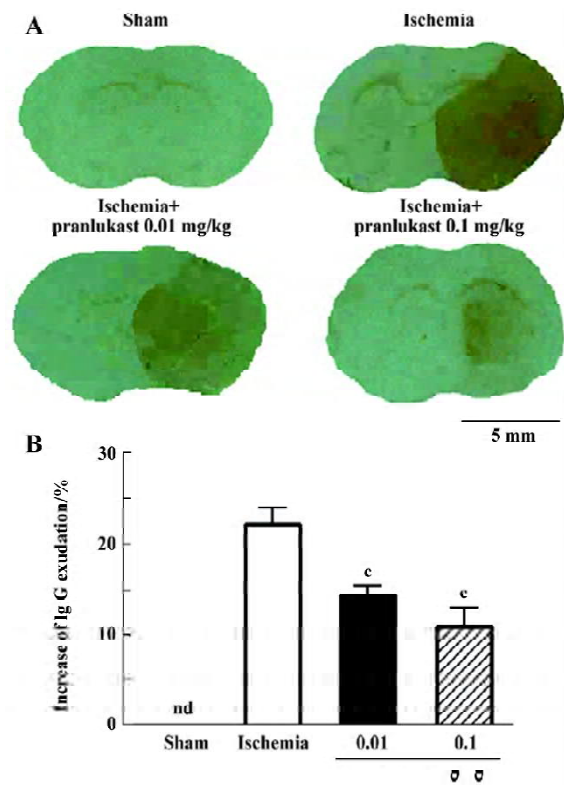 A
Sham
Ischemia
Ischemia+
pranlukast 0.01 mg/kg
Ischemia+
pranlukast 0.1 mg/kg
5 mm
B
Increase of Ig G exudation/%
30
20
10
0
nd
c
c
Sham
Ischemia
0.01
0.1